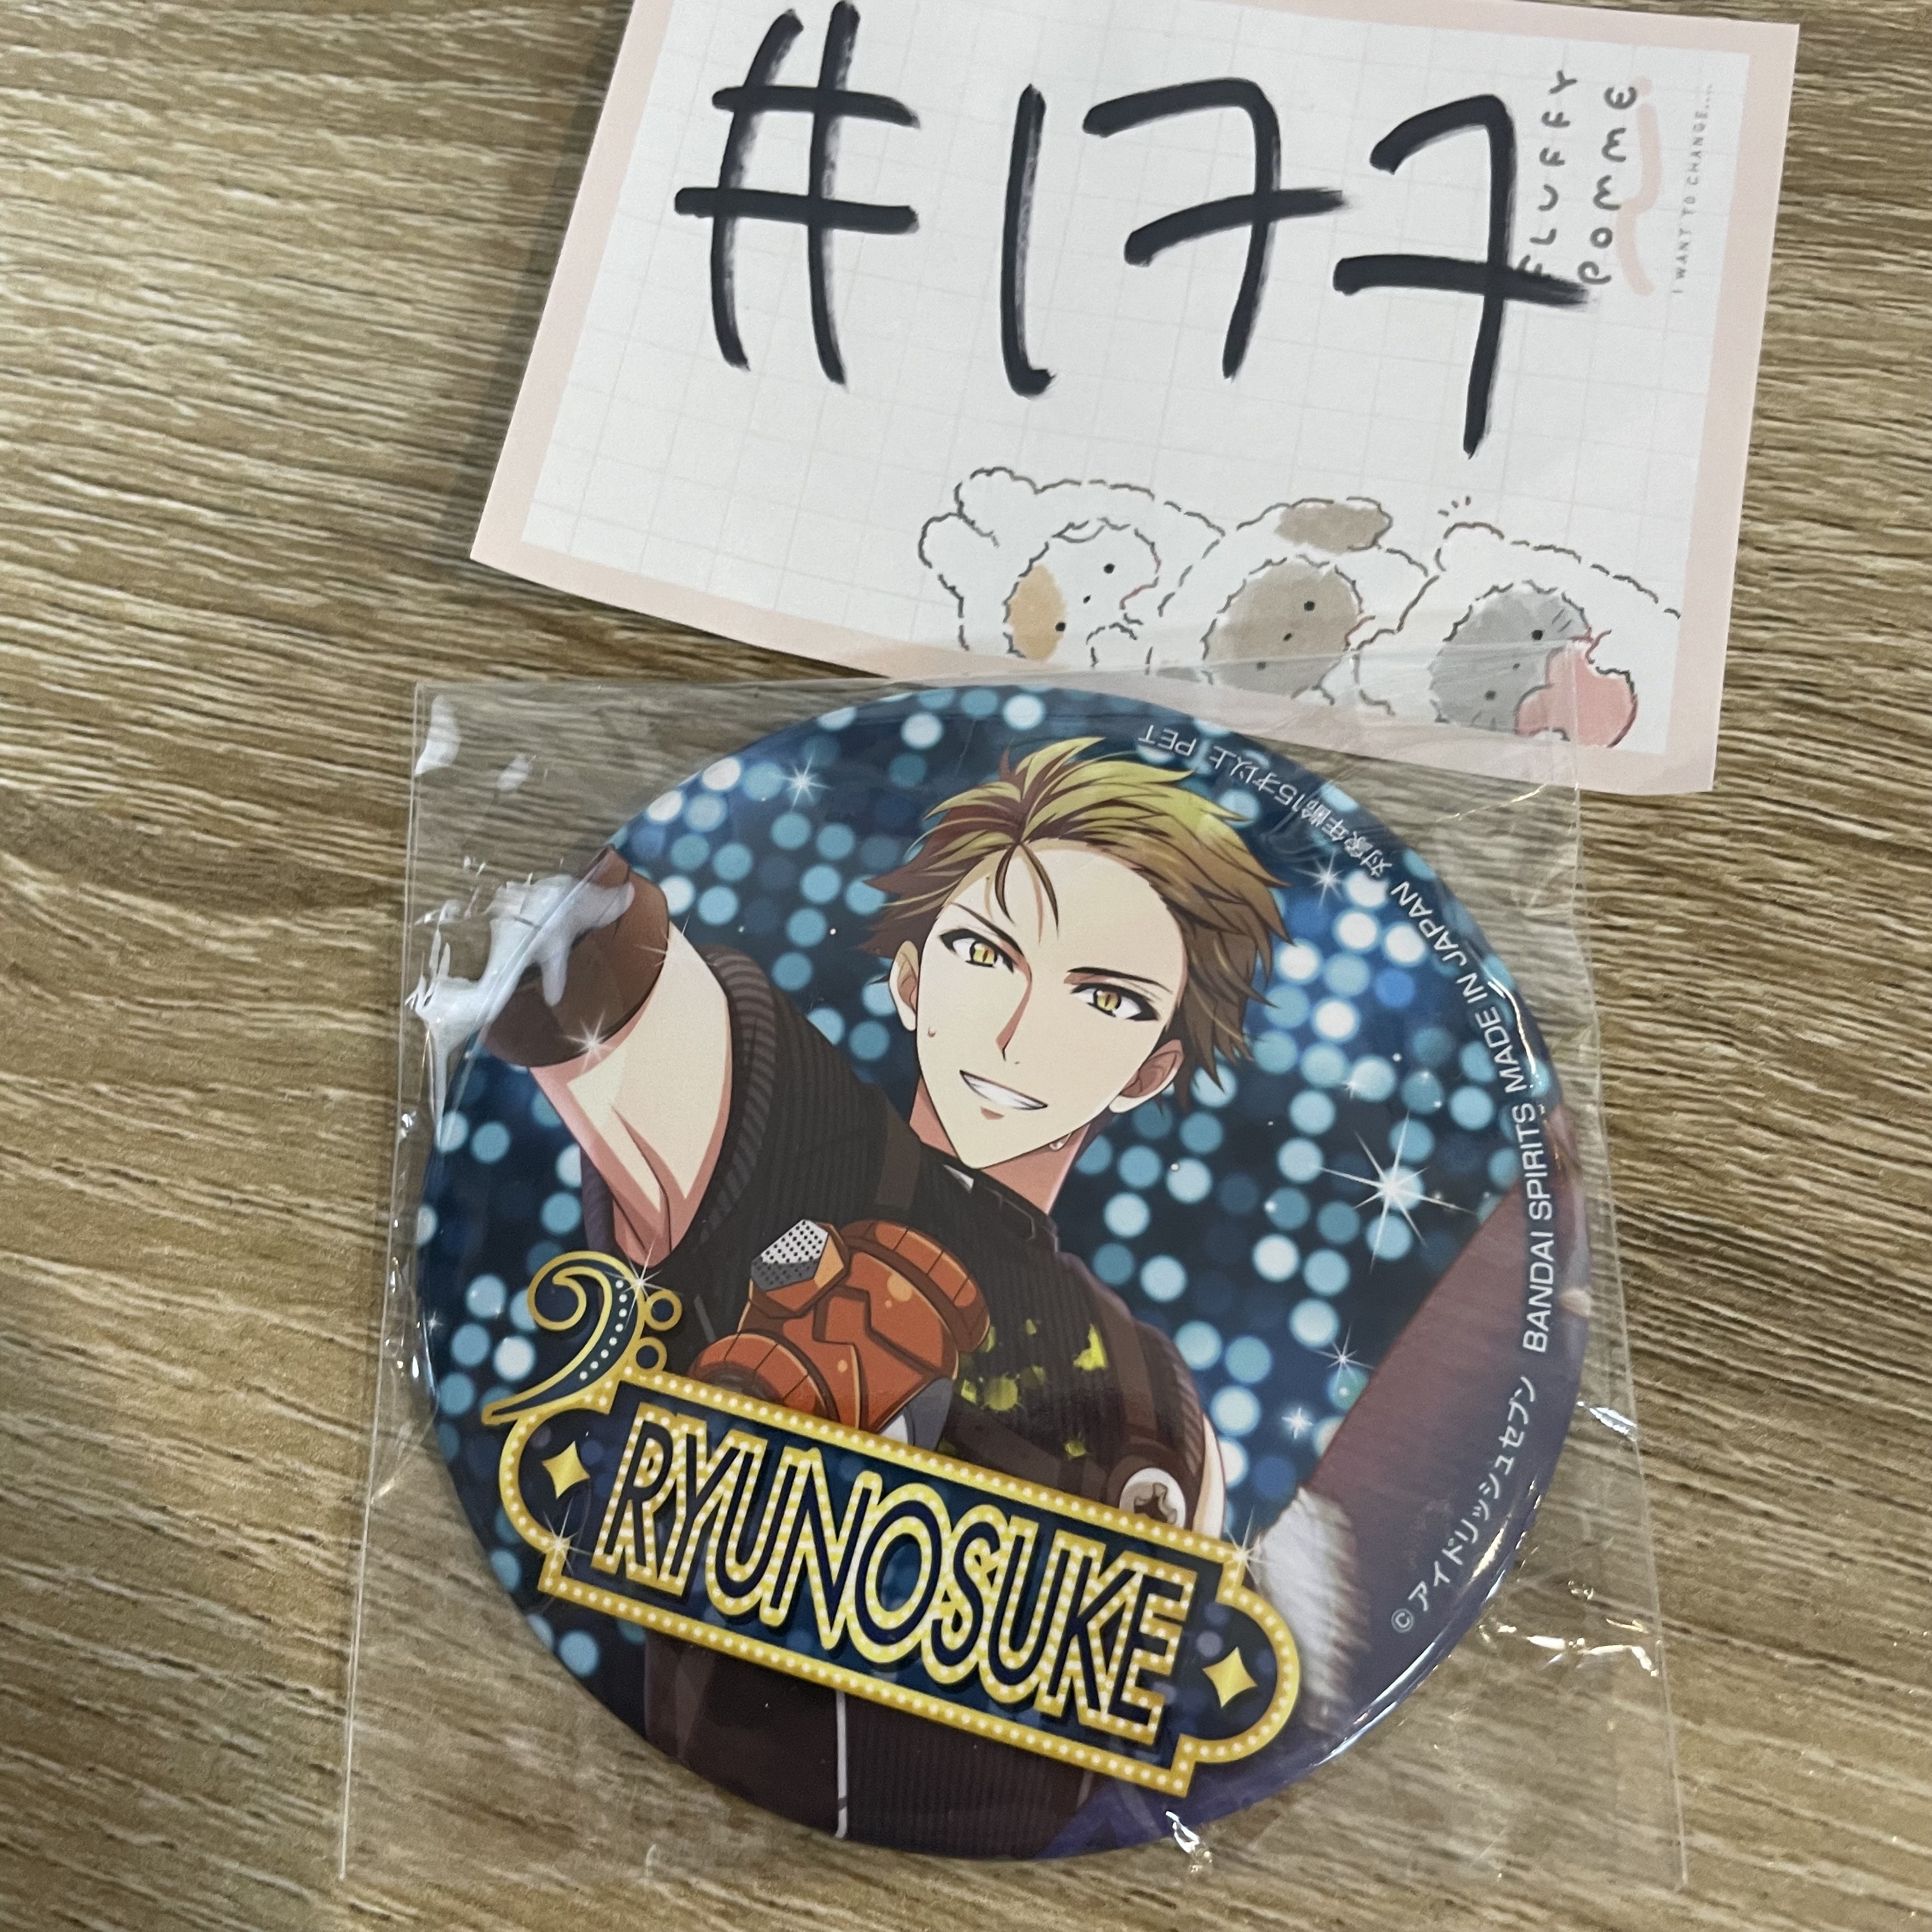 #177
FLUFFY
POMME
I WANT TO CHANGE....
RYUNOSUKE
©アイドリッシュセブン BANDAI SPIRITS MADE IN JAPAN 対象年齢15才以上 PET